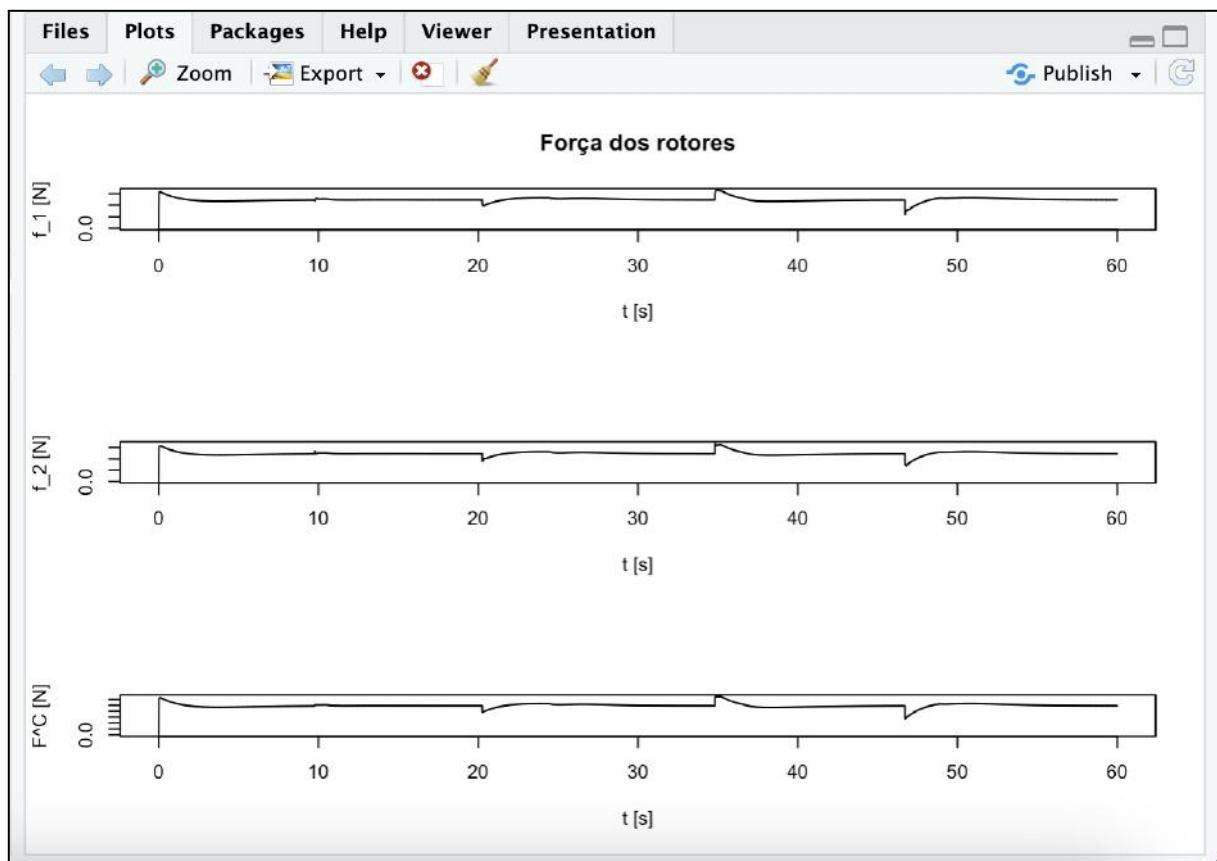 Files Plots Packages Help Viewer Presentation
Zoom Export Publish
Força dos rotores
f_1 [N]
0.0
0 10 20 30 40 50 60
t [s]
f_2 [N]
0.0
0 10 20 30 40 50 60
t [s]
F^C [N]
0.0
0 10 20 30 40 50 60
t [s]